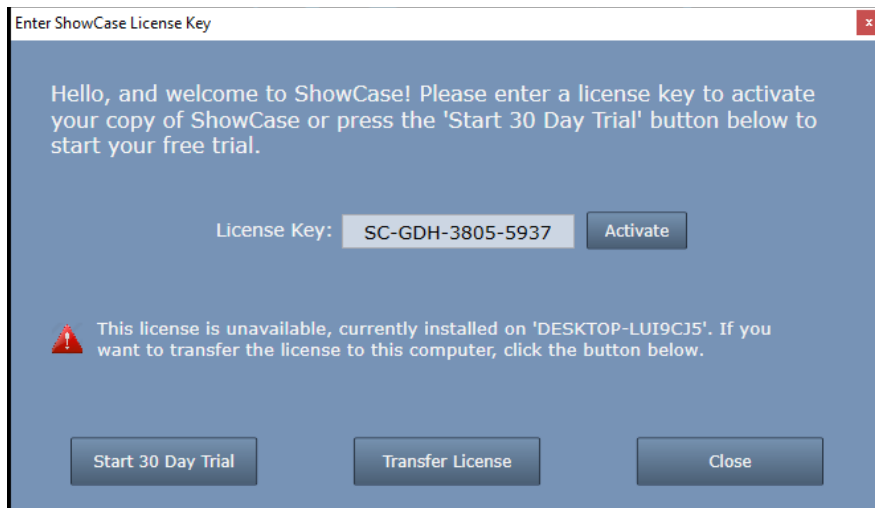 Enter ShowCase License Key
x
Hello, and welcome to ShowCase! Please enter a license key to activate
your copy of ShowCase or press the 'Start 30 Day Trial' button below to
start your free trial.
License Key: SC-GDH-3805-5937 Activate
This license is unavailable, currently installed on 'DESKTOP-LUI9CJ5'. If you
want to transfer the license to this computer, click the button below.
Start 30 Day Trial Transfer License Close